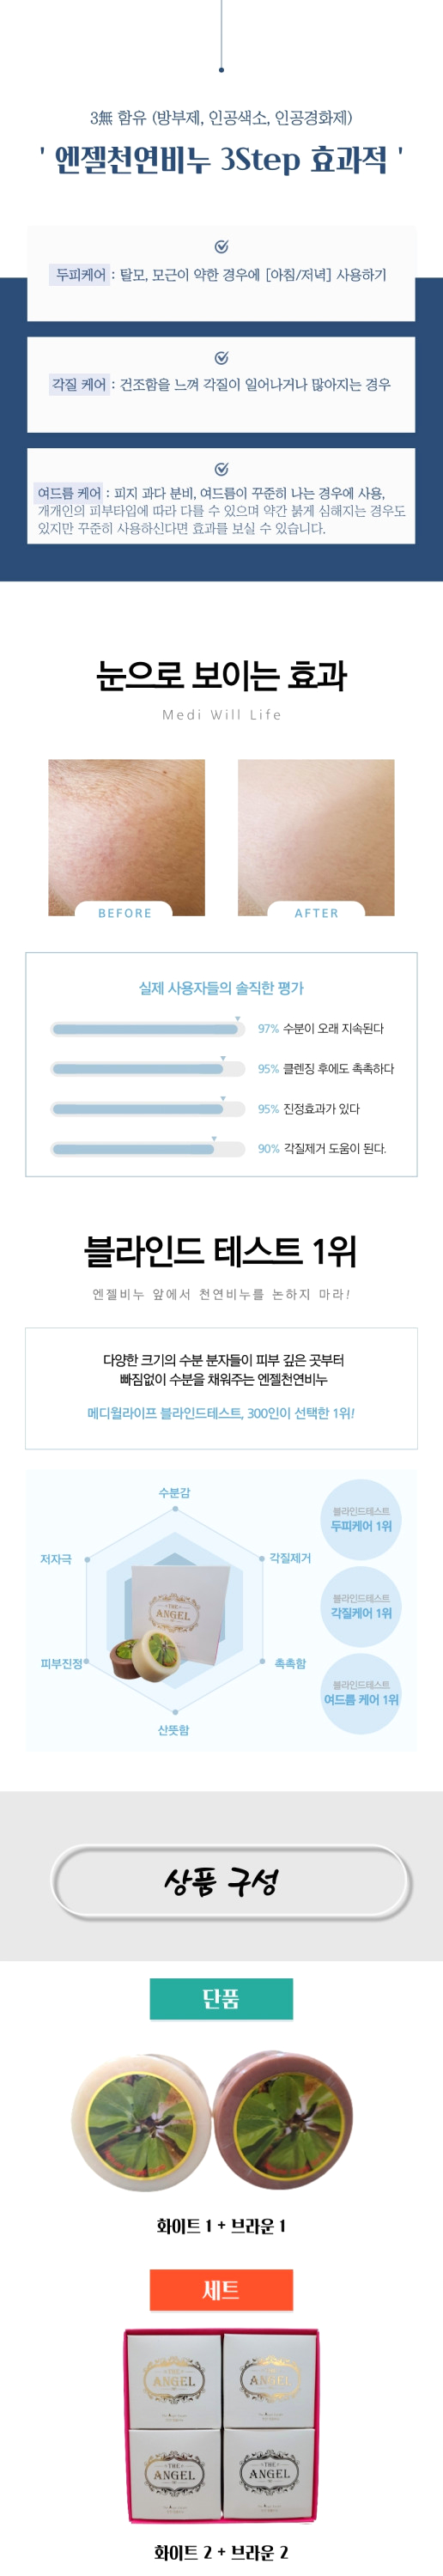 3無 함유 (방부제, 인공색소, 인공경화제)
' 엔젤천연비누 3Step 효과적 '
두피케어 : 탈모, 모근이 약한 경우에 [아침/저녁] 사용하기
각질 케어 : 건조함을 느껴 각질이 일어나거나 많아지는 경우
여드름 케어 : 피지 과다 분비, 여드름이 꾸준히 나는 경우에 사용,
개개인의 피부타입에 따라 다를 수 있으며 약간 붉게 심해지는 경우도
있지만 꾸준히 사용하신다면 효과를 보실 수 있습니다.
눈으로 보이는 효과
Medi Will Life
BEFORE
AFTER
실제 사용자들의 솔직한 평가
97% 수분이 오래 지속된다
95% 클렌징 후에도 촉촉하다
95% 진정효과가 있다
90% 각질제거 도움이 된다.
블라인드 테스트 1위
엔젤비누 앞에서 천연비누를 논하지 마라!
다양한 크기의 수분 분자들이 피부 깊은 곳부터
빠짐없이 수분을 채워주는 엔젤천연비누
메디윌라이프 블라인드테스트, 300인이 선택한 1위!
수분감
저자극
각질제거
피부진정
촉촉함
산뜻함
THE
ANGEL
블라인드테스트
두피케어 1위
블라인드테스트
각질케어 1위
블라인드테스트
여드름 케어 1위
상품 구성
단품
화이트 1 + 브라운 1
세트
THE
ANGEL
THE
ANGEL
THE
ANGEL
THE
ANGEL
화이트 2 + 브라운 2